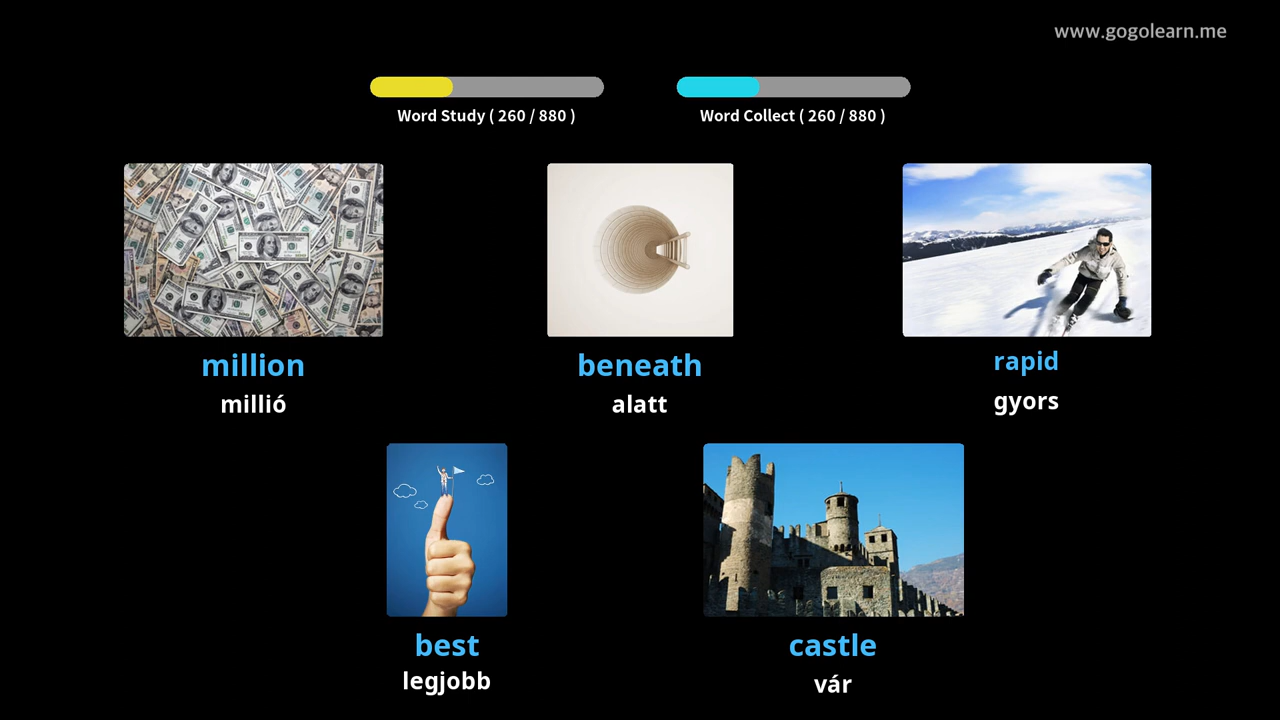 www.gogolearn.me
Word Study ( 260 / 880 )
Word Collect ( 260 / 880 )
million
millió
beneath
alatt
rapid
gyors
best
legjobb
castle
vár